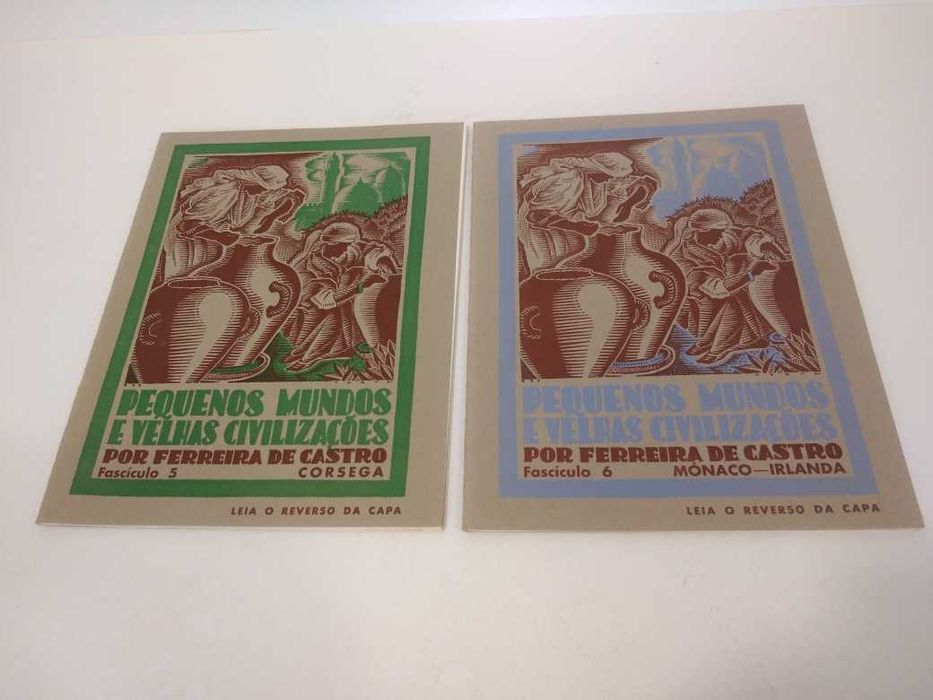 PEQUENOS MUNDOS
E VELHAS CIVILIZAÇÕES
POR FERREIRA DE CASTRO
Fascículo 5 CORSEGA
LEIA O REVERSO DA CAPA
PEQUENOS MUNDOS
E VELHAS CIVILIZAÇÕES
POR FERREIRA DE CASTRO
Fascículo 6 MÓNACO—IRLANDA
LEIA O REVERSO DA CAPA